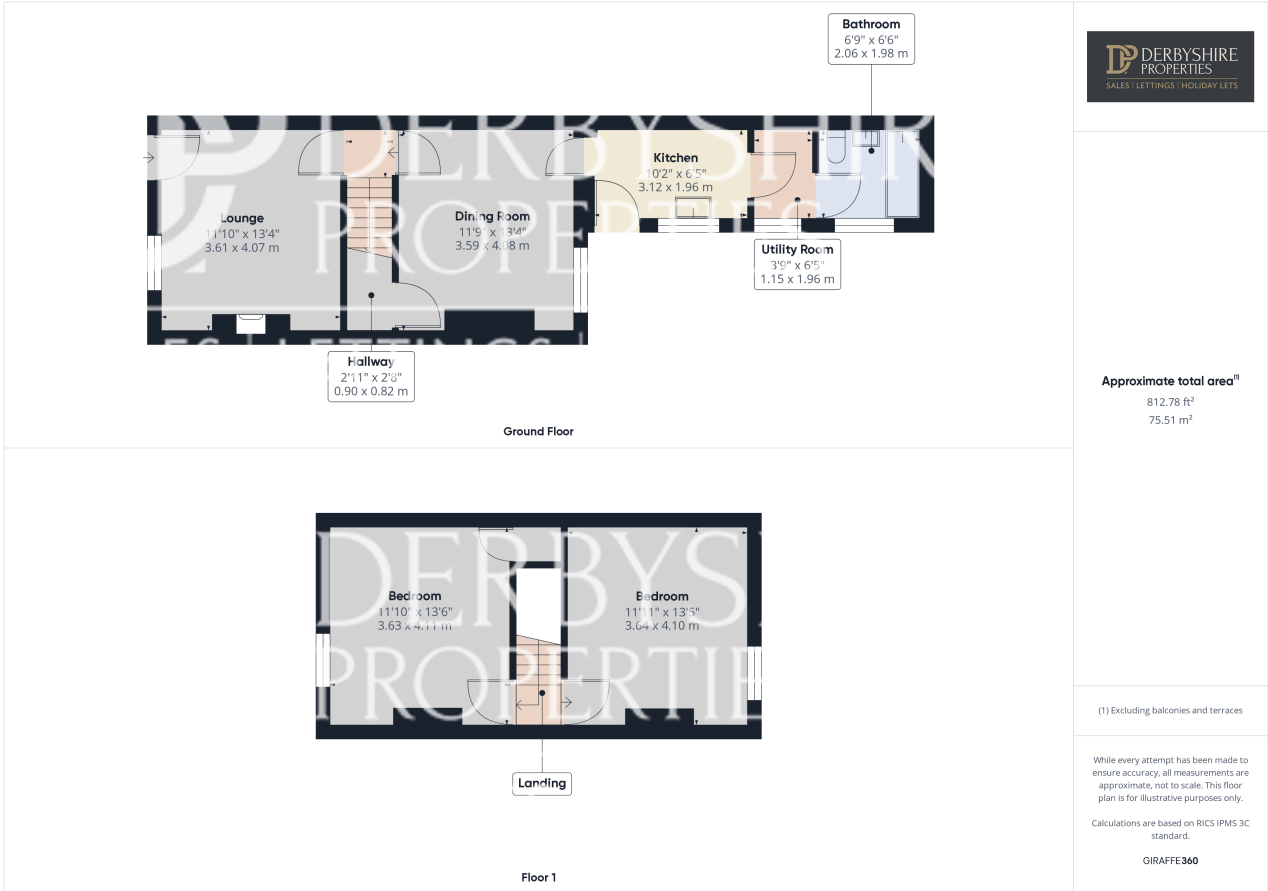 Bathroom
6'9" x 6'6"
2.06 x 1.98 m
DERBYSHIRE
PROPERTIES
SALES | LETTINGS | HOLIDAY LETS
DERBYSHIRE
PROPERTIES
LETTINGS
Kitchen
10'2" x 6'5"
3.12 x 1.96 m
Lounge
11'10" x 13'4"
3.61 x 4.07 m
Dining Room
11'9" x 13'4"
3.59 x 4.08 m
Utility Room
3'9" x 6'5"
1.15 x 1.96 m
Hallway
2'11" x 2'8"
0.90 x 0.82 m
Ground Floor
Approximate total area(1)
812.78 ft²
75.51 m²
DERBYS
PROPERTIE
Bedroom
11'10" x 13'6"
3.63 x 4.11 m
Bedroom
11'11" x 13'5"
3.64 x 4.10 m
Landing
Floor 1
(1) Excluding balconies and terraces
While every attempt has been made to
ensure accuracy, all measurements are
approximate, not to scale. This floor
plan is for illustrative purposes only.
Calculations are based on RICS IPMS 3C
standard.
GIRAFFE360